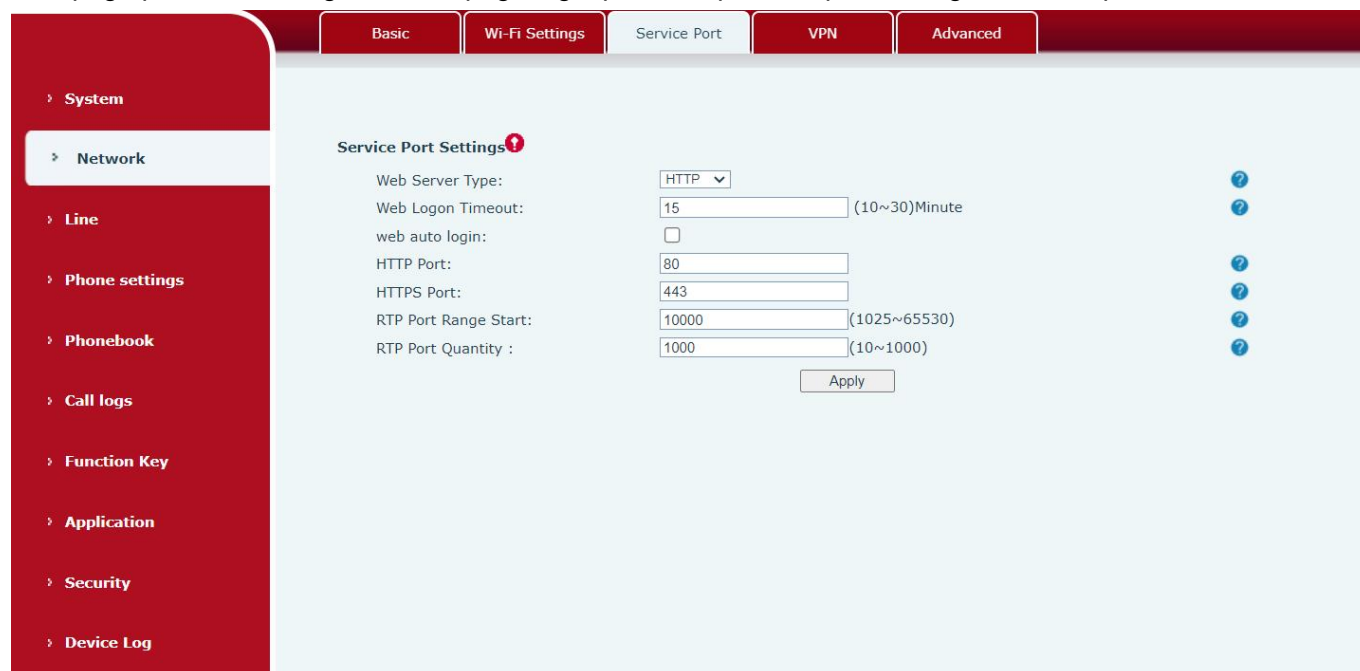 Basic Wi-Fi Settings Service Port VPN Advanced
System
Network
Line
Phone settings
Phonebook
Call logs
Function Key
Application
Security
Device Log
Service Port Settings
Web Server Type: HTTP
Web Logon Timeout: 15 (10~30)Minute
web auto login:
HTTP Port: 80
HTTPS Port: 443
RTP Port Range Start: 10000 (1025~65530)
RTP Port Quantity : 1000 (10~1000)
Apply